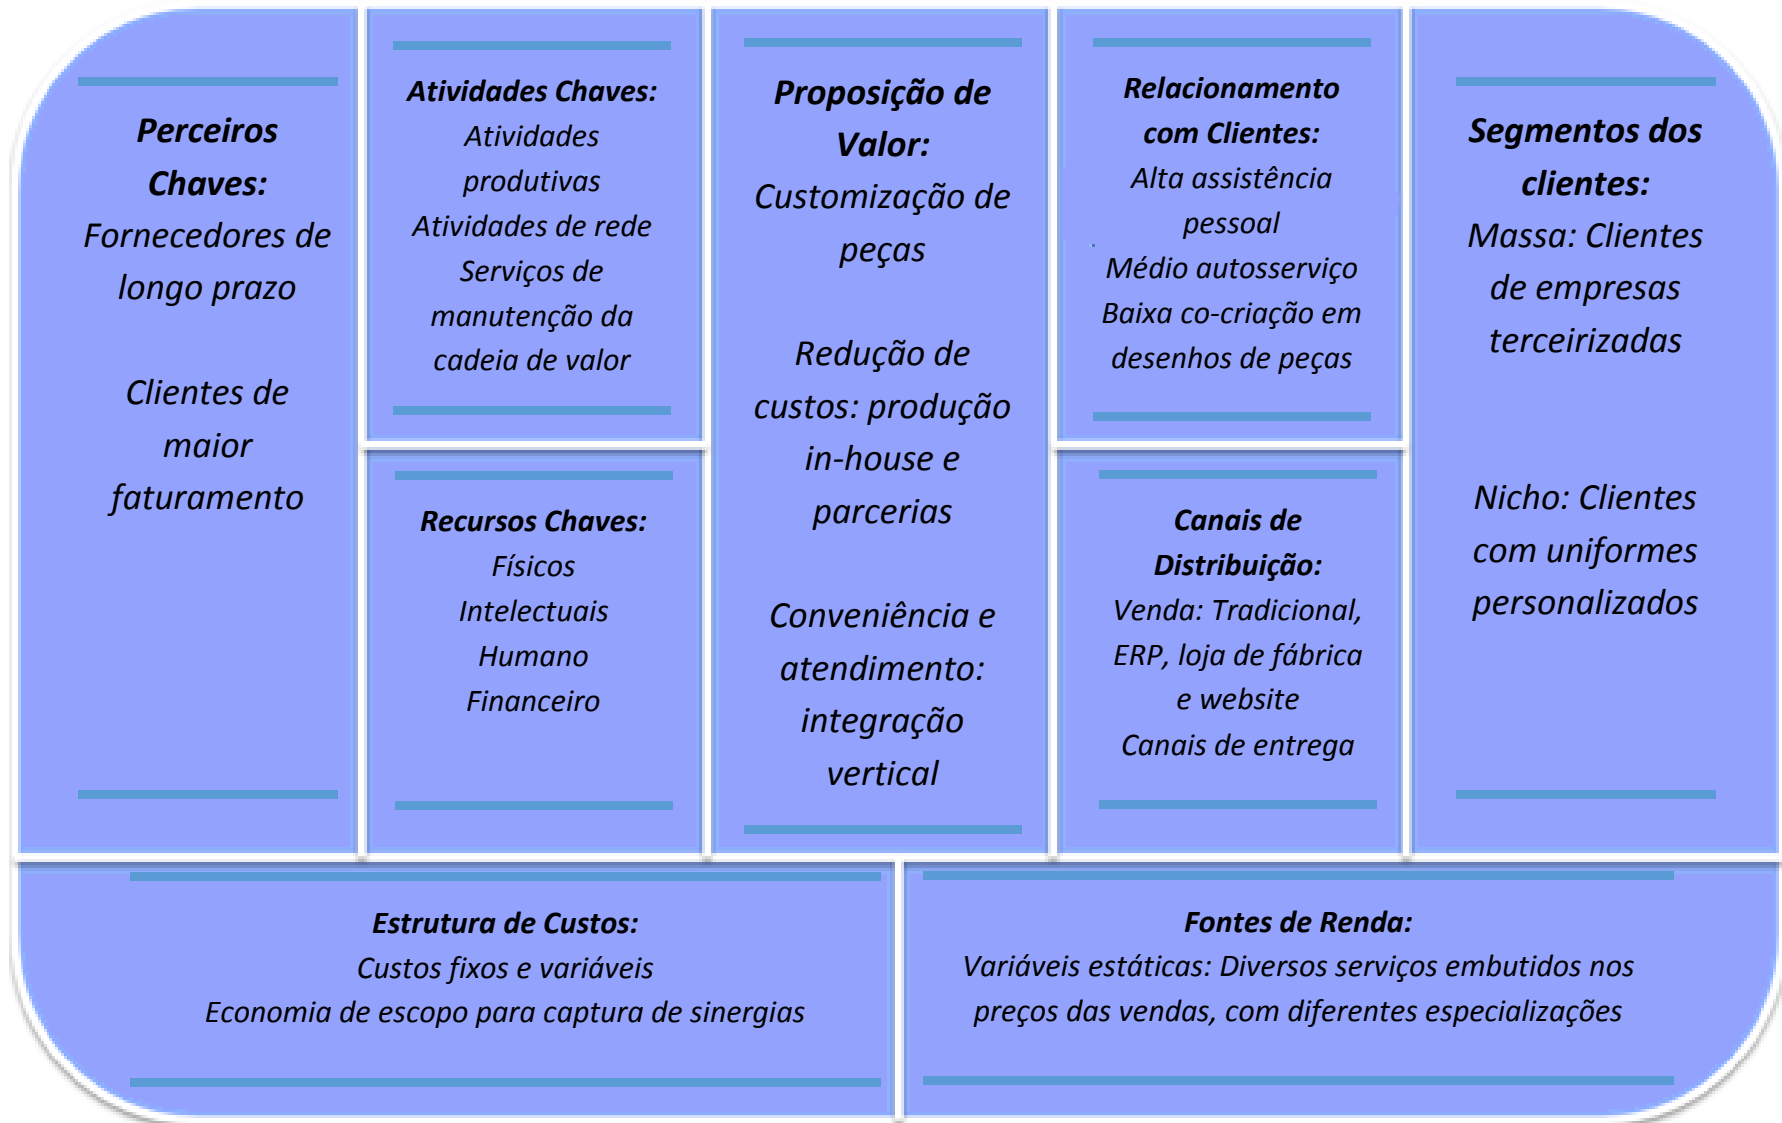 Perceiros
Chaves:
Fornecedores de
longo prazo
Clientes de
maior
faturamento
Atividades Chaves:
Atividades
produtivas
Atividades de rede
Serviços de
manutenção da
cadeia de valor
Recursos Chaves:
Físicos
Intelectuais
Humano
Financeiro
Proposição de
Valor:
Customização de
peças
Redução de
custos: produção
in-house e
parcerias
Conveniência e
atendimento:
integração
vertical
Relacionamento
com Clientes:
Alta assistência
pessoal
Médio autosserviço
Baixa co-criação em
desenhos de peças
Canais de
Distribuição:
Venda: Tradicional,
ERP, loja de fábrica
e website
Canais de entrega
Segmentos dos
clientes:
Massa: Clientes
de empresas
terceirizadas
Nicho: Clientes
com uniformes
personalizados
Estrutura de Custos:
Custos fixos e variáveis
Economia de escopo para captura de sinergias
Fontes de Renda:
Variáveis estáticas: Diversos serviços embutidos nos
preços das vendas, com diferentes especializações